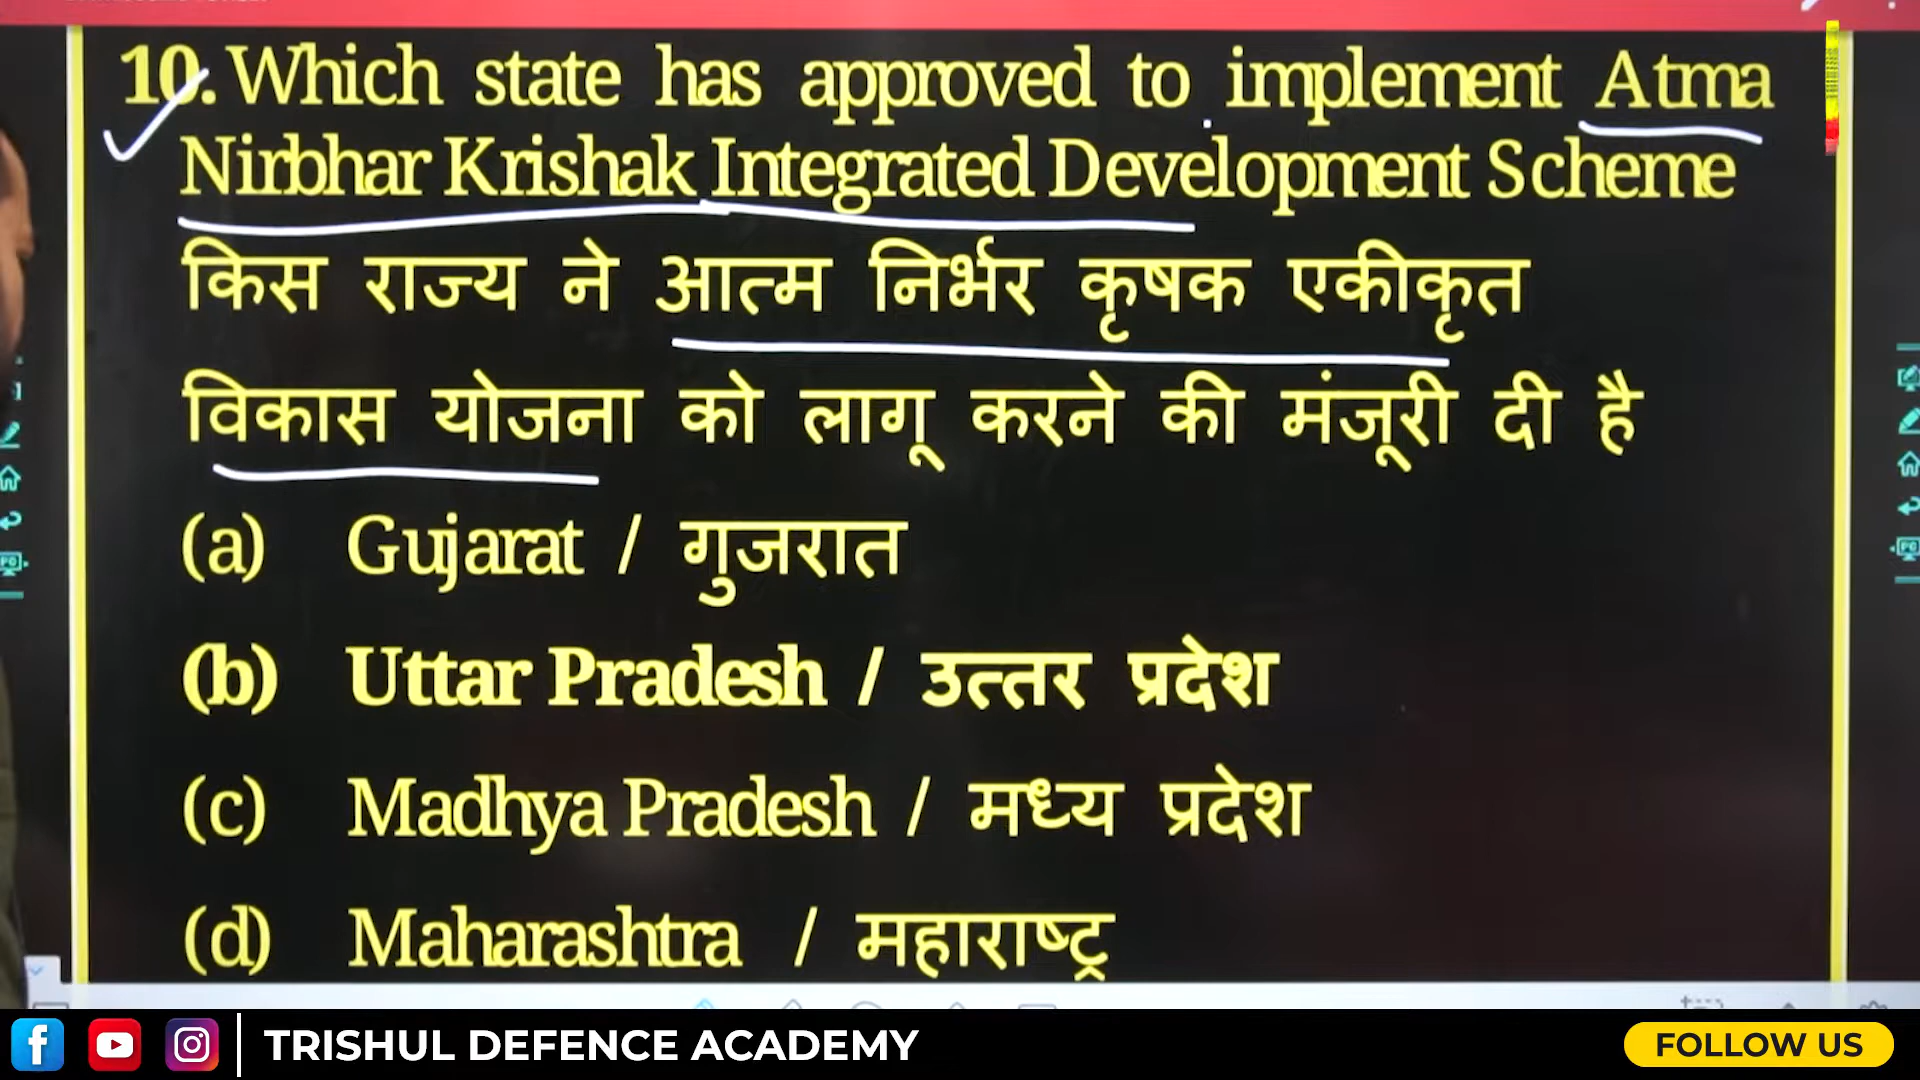 10. Which state has approved to implement Atma
Nirbhar Krishak Integrated Development Scheme
किस राज्य ने आत्म निर्भर कृषक एकीकृत
विकास योजना को लागू करने की मंजूरी दी है
(a) Gujarat / गुजरात
(b) Uttar Pradesh / उत्तर प्रदेश
(c) Madhya Pradesh / मध्य प्रदेश
(d) Maharashtra / महाराष्ट्र
TRISHUL DEFENCE ACADEMY
FOLLOW US